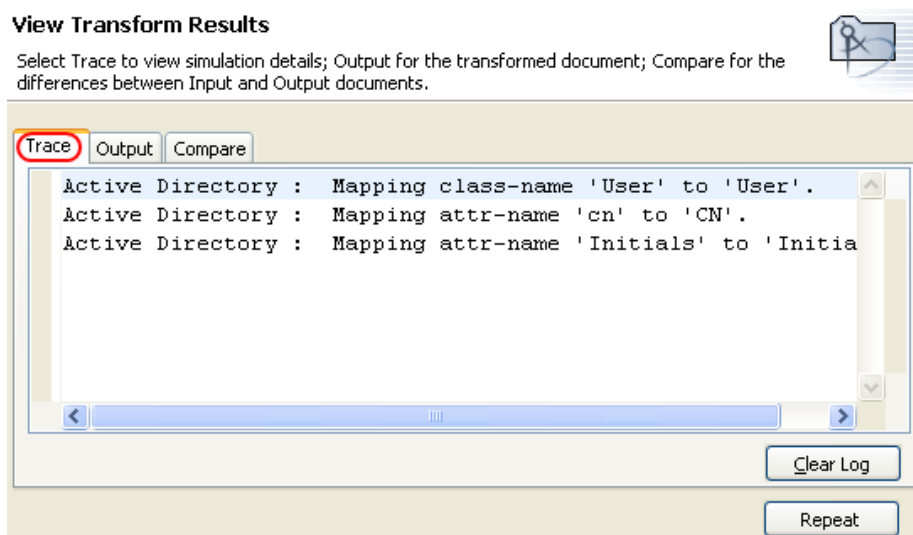 View Transform Results
Select Trace to view simulation details; Output for the transformed document; Compare for the
differences between Input and Output documents.
Trace Output Compare
Active Directory : Mapping class-name 'User' to 'User'.
Active Directory : Mapping attr-name 'cn' to 'CN'.
Active Directory : Mapping attr-name 'Initials' to 'Initia
Clear Log
Repeat